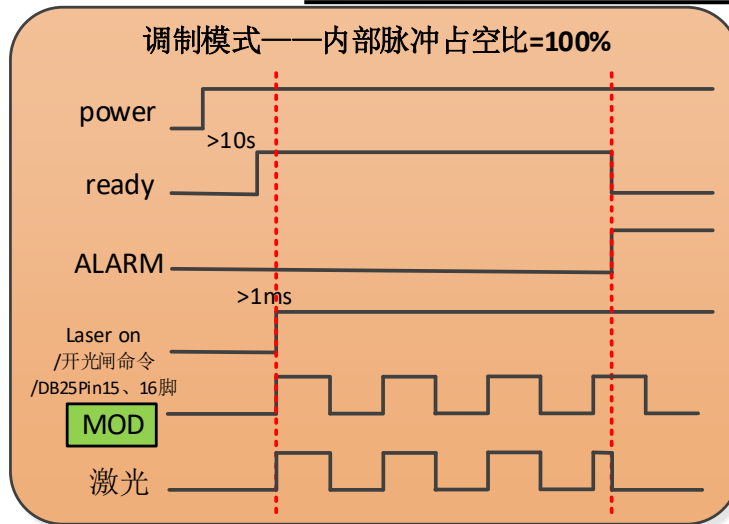 调制模式——内部脉冲占空比=100%
power
>10s
ready
ALARM
>1ms
Laser on
/开光闸命令
/DB25Pin15、16脚
MOD
激光